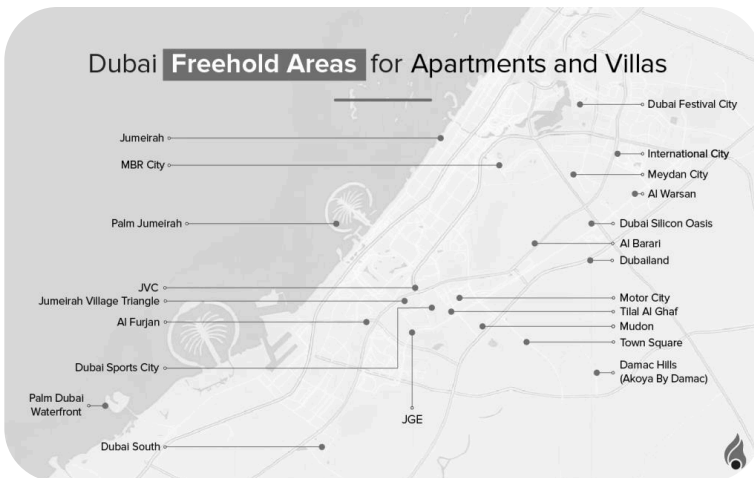 Dubai Freehold Areas for Apartments and Villas
Dubai Festival City
Jumeirah
International City
MBR City
Meydan City
Al Warsan
Palm Jumeirah
Dubai Silicon Oasis
Al Barari
Dubailand
JVC
Jumeirah Village Triangle
Motor City
Tilal Al Ghaf
Al Furjan
Mudon
Town Square
Dubai Sports City
Damac Hills
(Akoya By Damac)
Palm Dubai
Waterfront
JGE
Dubai South